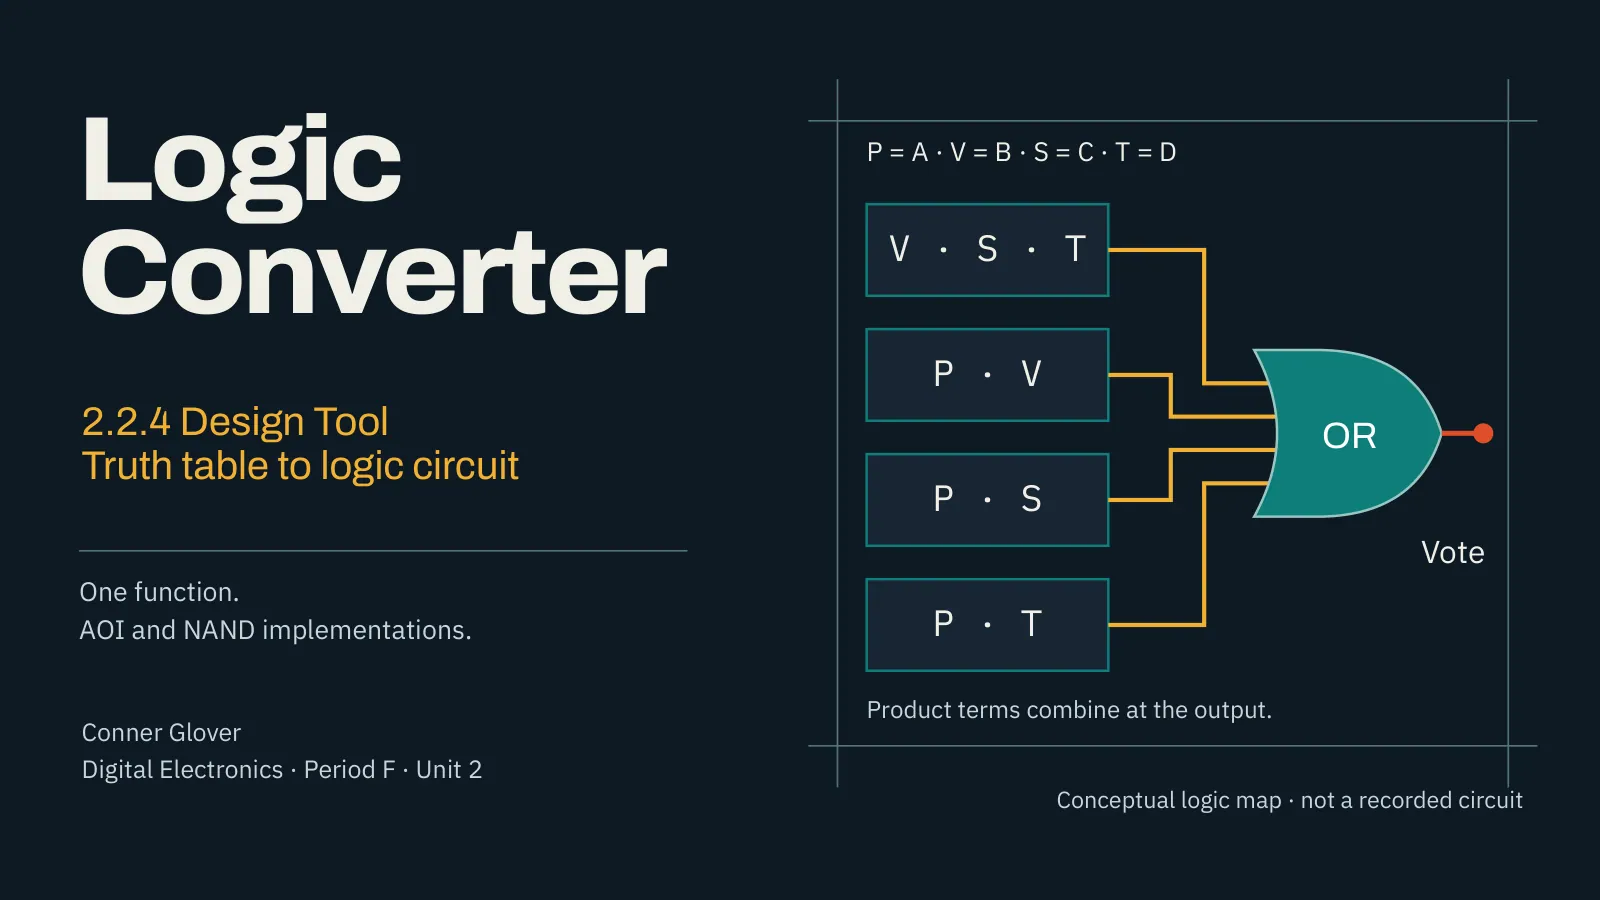 Logic
Converter
2.2.4 Design Tool
Truth table to logic circuit
One function.
AOI and NAND implementations.
Conner Glover
Digital Electronics · Period F · Unit 2
P = A · V = B · S = C · T = D
V · S · T
P · V
P · S
P · T
OR
Vote
Product terms combine at the output.
Conceptual logic map · not a recorded circuit